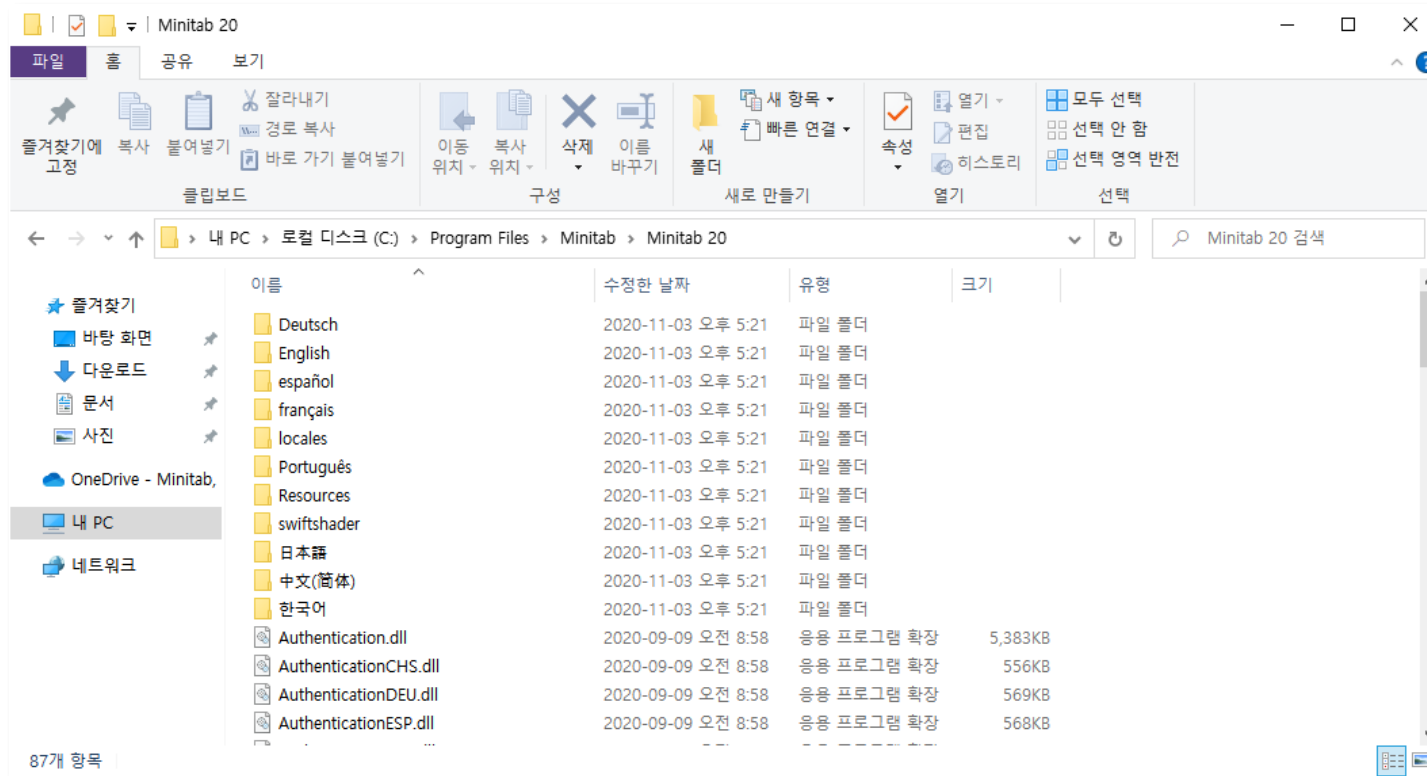 Minitab 20
파일 홈 공유 보기
즐겨찾기에 고정
복사
붙여넣기
잘라내기
경로 복사
바로 가기 붙여넣기
클립보드
이동 위치
복사 위치
삭제
이름 바꾸기
구성
새 폴더
새 항목
빠른 연결
새로 만들기
속성
열기
편집
히스토리
열기
모두 선택
선택 안 함
선택 영역 반전
선택
내 PC > 로컬 디스크 (C:) > Program Files > Minitab > Minitab 20
Minitab 20 검색
즐겨찾기
바탕 화면
다운로드
문서
사진
OneDrive - Minitab,
내 PC
네트워크
이름 수정한 날짜 유형 크기
Deutsch 2020-11-03 오후 5:21 파일 폴더
English 2020-11-03 오후 5:21 파일 폴더
español 2020-11-03 오후 5:21 파일 폴더
français 2020-11-03 오후 5:21 파일 폴더
locales 2020-11-03 오후 5:21 파일 폴더
Português 2020-11-03 오후 5:21 파일 폴더
Resources 2020-11-03 오후 5:21 파일 폴더
swiftshader 2020-11-03 오후 5:21 파일 폴더
日本語 2020-11-03 오후 5:21 파일 폴더
中文(简体) 2020-11-03 오후 5:21 파일 폴더
한국어 2020-11-03 오후 5:21 파일 폴더
Authentication.dll 2020-09-09 오전 8:58 응용 프로그램 확장 5,383KB
AuthenticationCHS.dll 2020-09-09 오전 8:58 응용 프로그램 확장 556KB
AuthenticationDEU.dll 2020-09-09 오전 8:58 응용 프로그램 확장 569KB
AuthenticationESP.dll 2020-09-09 오전 8:58 응용 프로그램 확장 568KB
87개 항목